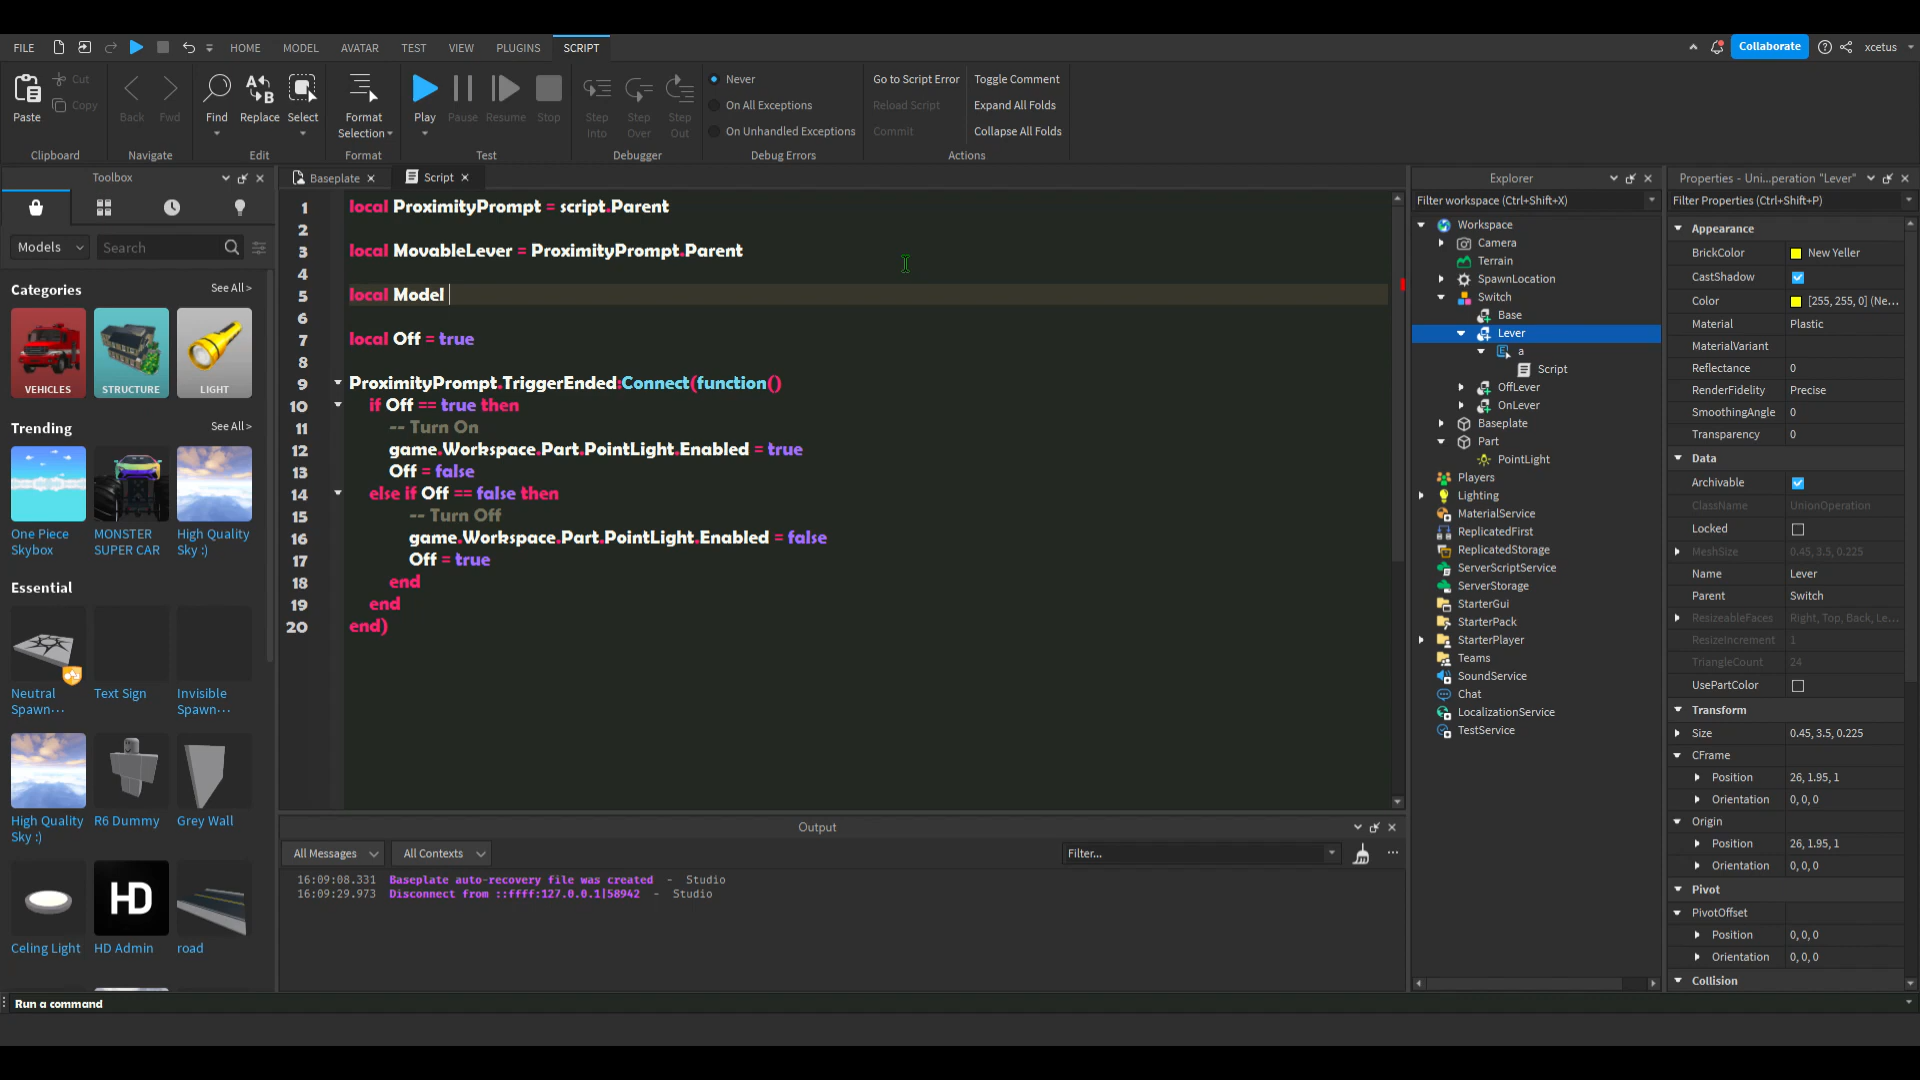 FILE HOME MODEL AVATAR TEST VIEW PLUGINS SCRIPT Collaborate xcetus
Paste Cut Copy Back Fwd Find Replace Select Format Selection Play Pause Resume Stop Step Into Step Over Step Out
Never
On All Exceptions
On Unhandled Exceptions
Go to Script Error
Reload Script
Commit
Toggle Comment
Expand All Folds
Collapse All Folds
Clipboard Navigate Edit Format Test Debugger Debug Errors Actions
Toolbox
Models Search
Categories See All >
VEHICLES STRUCTURE LIGHT
Trending See All >
One Piece Skybox
MONSTER SUPER CAR
High Quality Sky :)
Essential See All >
Neutral Spawn···
Text Sign
Invisible Spawn···
High Quality Sky :)
R6 Dummy
Grey Wall
HD
Celing Light
HD Admin
road
Baseplate Script
1 local ProximityPrompt = script.Parent
2
3 local MovableLever = ProximityPrompt.Parent
4
5 local Model
6
7 local Off = true
8
9 ProximityPrompt.TriggerEnded:Connect(function()
10 if Off == true then
11 -- Turn On
12 game.Workspace.Part.PointLight.Enabled = true
13 Off = false
14 else if Off == false then
15 -- Turn Off
16 game.Workspace.Part.PointLight.Enabled = false
17 Off = true
18 end
19 end
20 end)
Output
All Messages All Contexts Filter...
16:09:08.331 Baseplate auto-recovery file was created - Studio
16:09:29.973 Disconnect from ::ffff:127.0.0.1|58942 - Studio
Run a command
Explorer
Filter workspace (Ctrl+Shift+X)
Workspace
Camera
Terrain
SpawnLocation
Switch
Base
Lever
a
Script
OffLever
OnLever
Baseplate
Part
PointLight
Players
Lighting
MaterialService
ReplicatedFirst
ReplicatedStorage
ServerScriptService
ServerStorage
StarterGui
StarterPack
StarterPlayer
Teams
SoundService
Chat
LocalizationService
TestService
Properties - Uni...peration "Lever"
Filter Properties (Ctrl+Shift+P)
Appearance
BrickColor New Yeller
CastShadow
Color [255, 255, 0] (Ne...
Material Plastic
MaterialVariant
Reflectance 0
RenderFidelity Precise
SmoothingAngle 0
Transparency 0
Data
Archivable
ClassName UnionOperation
Locked
MeshSize 0.45, 3.5, 0.225
Name Lever
Parent Switch
ResizeableFaces Right, Top, Back, Le...
ResizeIncrement 1
TriangleCount 24
UsePartColor
Transform
Size 0.45, 3.5, 0.225
CFrame
Position 26, 1.95, 1
Orientation 0, 0, 0
Origin
Position 26, 1.95, 1
Orientation 0, 0, 0
Pivot
PivotOffset
Position 0, 0, 0
Orientation 0, 0, 0
Collision